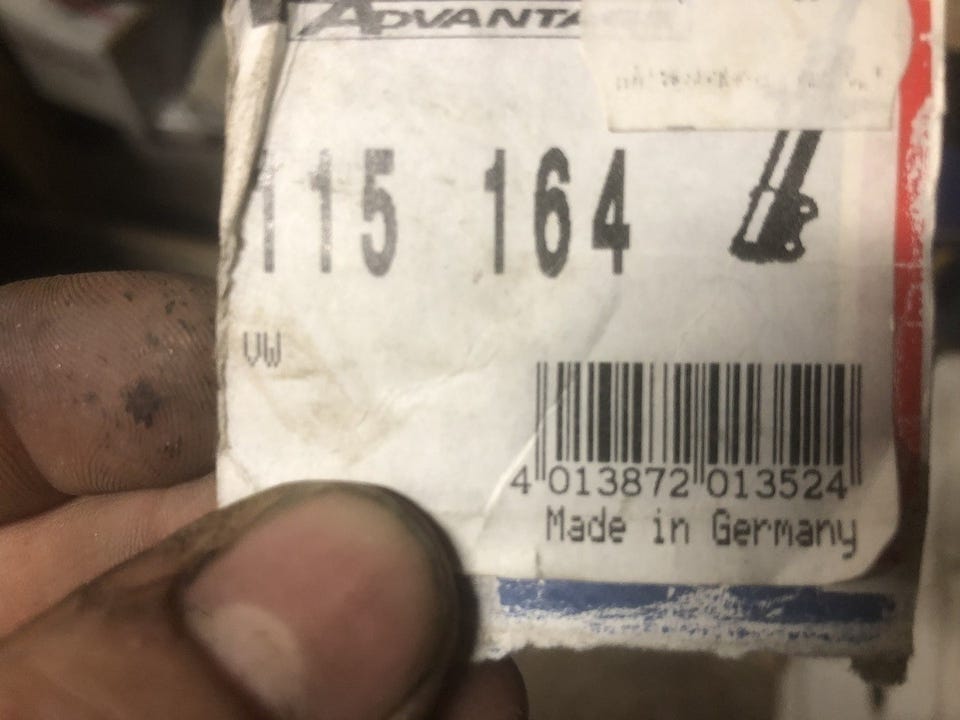 ADVANTA
115 164
VW
4 013872 013524
Made in Germany